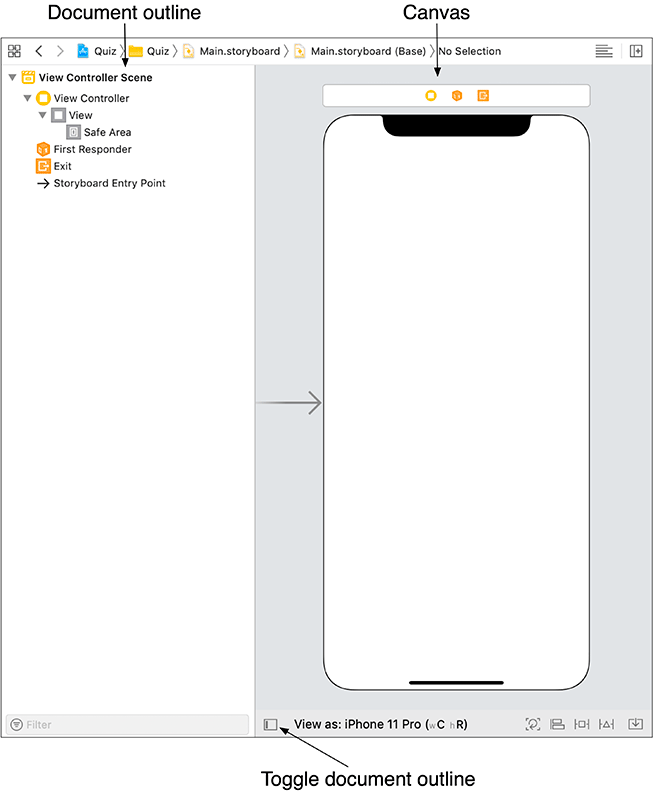 Document outline
Canvas
Quiz
Quiz
Main.storyboard
Main.storyboard (Base)
No Selection
View Controller Scene
View Controller
View
Safe Area
First Responder
Exit
Storyboard Entry Point
Filter
View as: iPhone 11 Pro (wC hR)
Toggle document outline